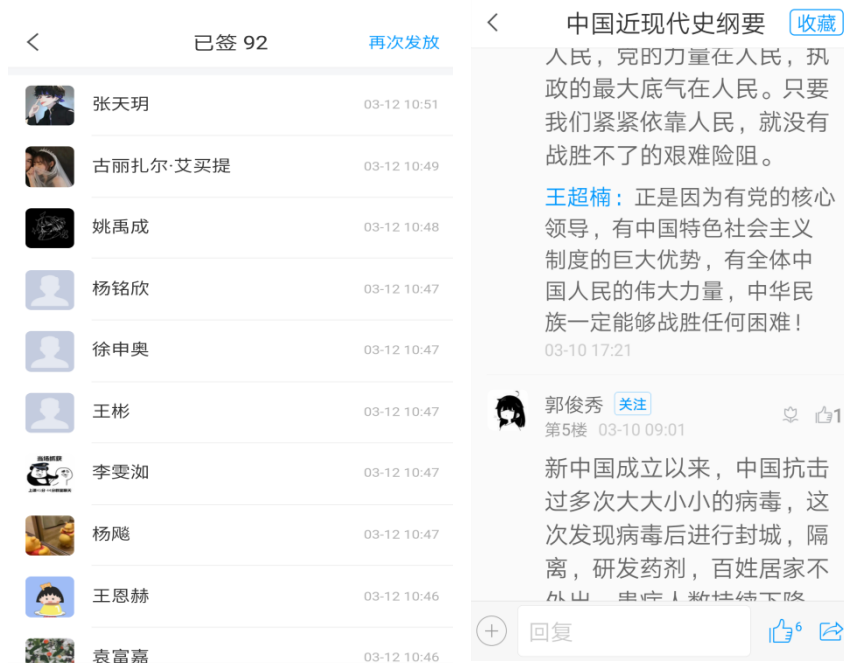 已签 92
再次发放
张天玥
03-12 10:51
古丽扎尔·艾买提
03-12 10:49
姚禹成
03-12 10:48
杨铭欣
03-12 10:47
徐申奥
03-12 10:47
王彬
03-12 10:47
李雯洳
03-12 10:47
杨飚
03-12 10:47
王恩赫
03-12 10:46
袁富嘉
03-12 10:46
中国近现代史纲要
收藏
人民，党的力量在人民，执
政的最大底气在人民。只要
我们紧紧依靠人民，就没有
战胜不了的艰难险阻。
王超楠：正是因为有党的核心
领导，有中国特色社会主义
制度的巨大优势，有全体中
国人民的伟大力量，中华民
族一定能够战胜任何困难！
03-10 17:21
郭俊秀 关注
第5楼 03-10 09:01
1
新中国成立以来，中国抗击
过多次大大小小的病毒，这
次发现病毒后进行封城，隔
离，研发药剂，百姓居家不
外出，患病人数持续下降
回复
6